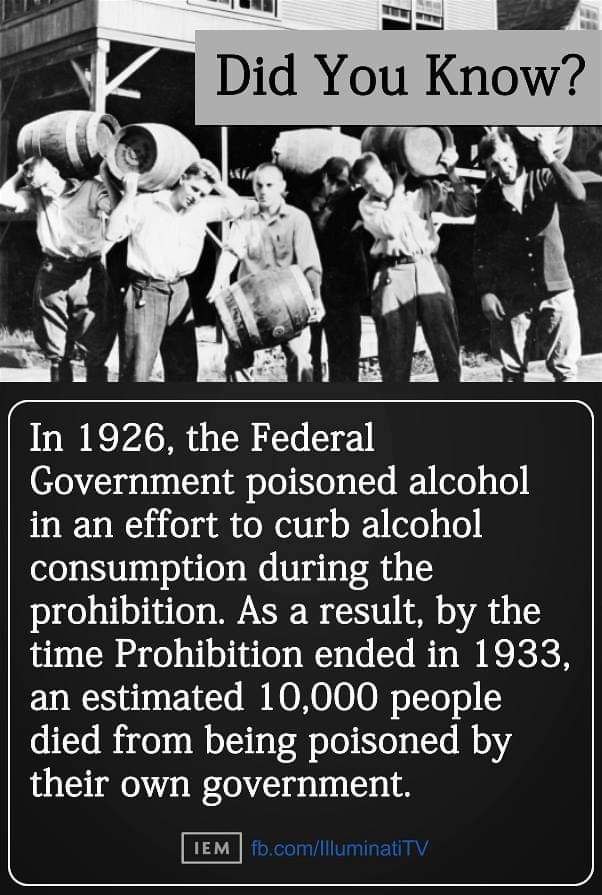 Did You Know?
In 1926, the Federal
Government poisoned alcohol
in an effort to curb alcohol
consumption during the
prohibition. As a result, by the
time Prohibition ended in 1933,
an estimated 10,000 people
died from being poisoned by
their own government.
IEM fb.com/IlluminatiTV